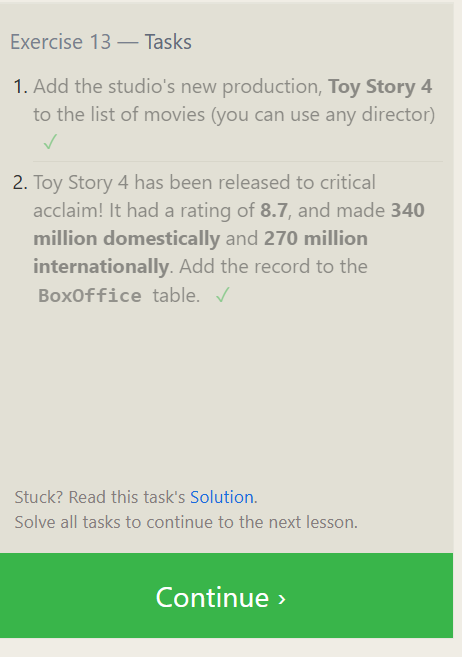 Exercise 13 — Tasks
1. Add the studio's new production, Toy Story 4
to the list of movies (you can use any director)
✓
2. Toy Story 4 has been released to critical
acclaim! It had a rating of 8.7, and made 340
million domestically and 270 million
internationally. Add the record to the
BoxOffice table. ✓
Stuck? Read this task's Solution.
Solve all tasks to continue to the next lesson.
Continue ›